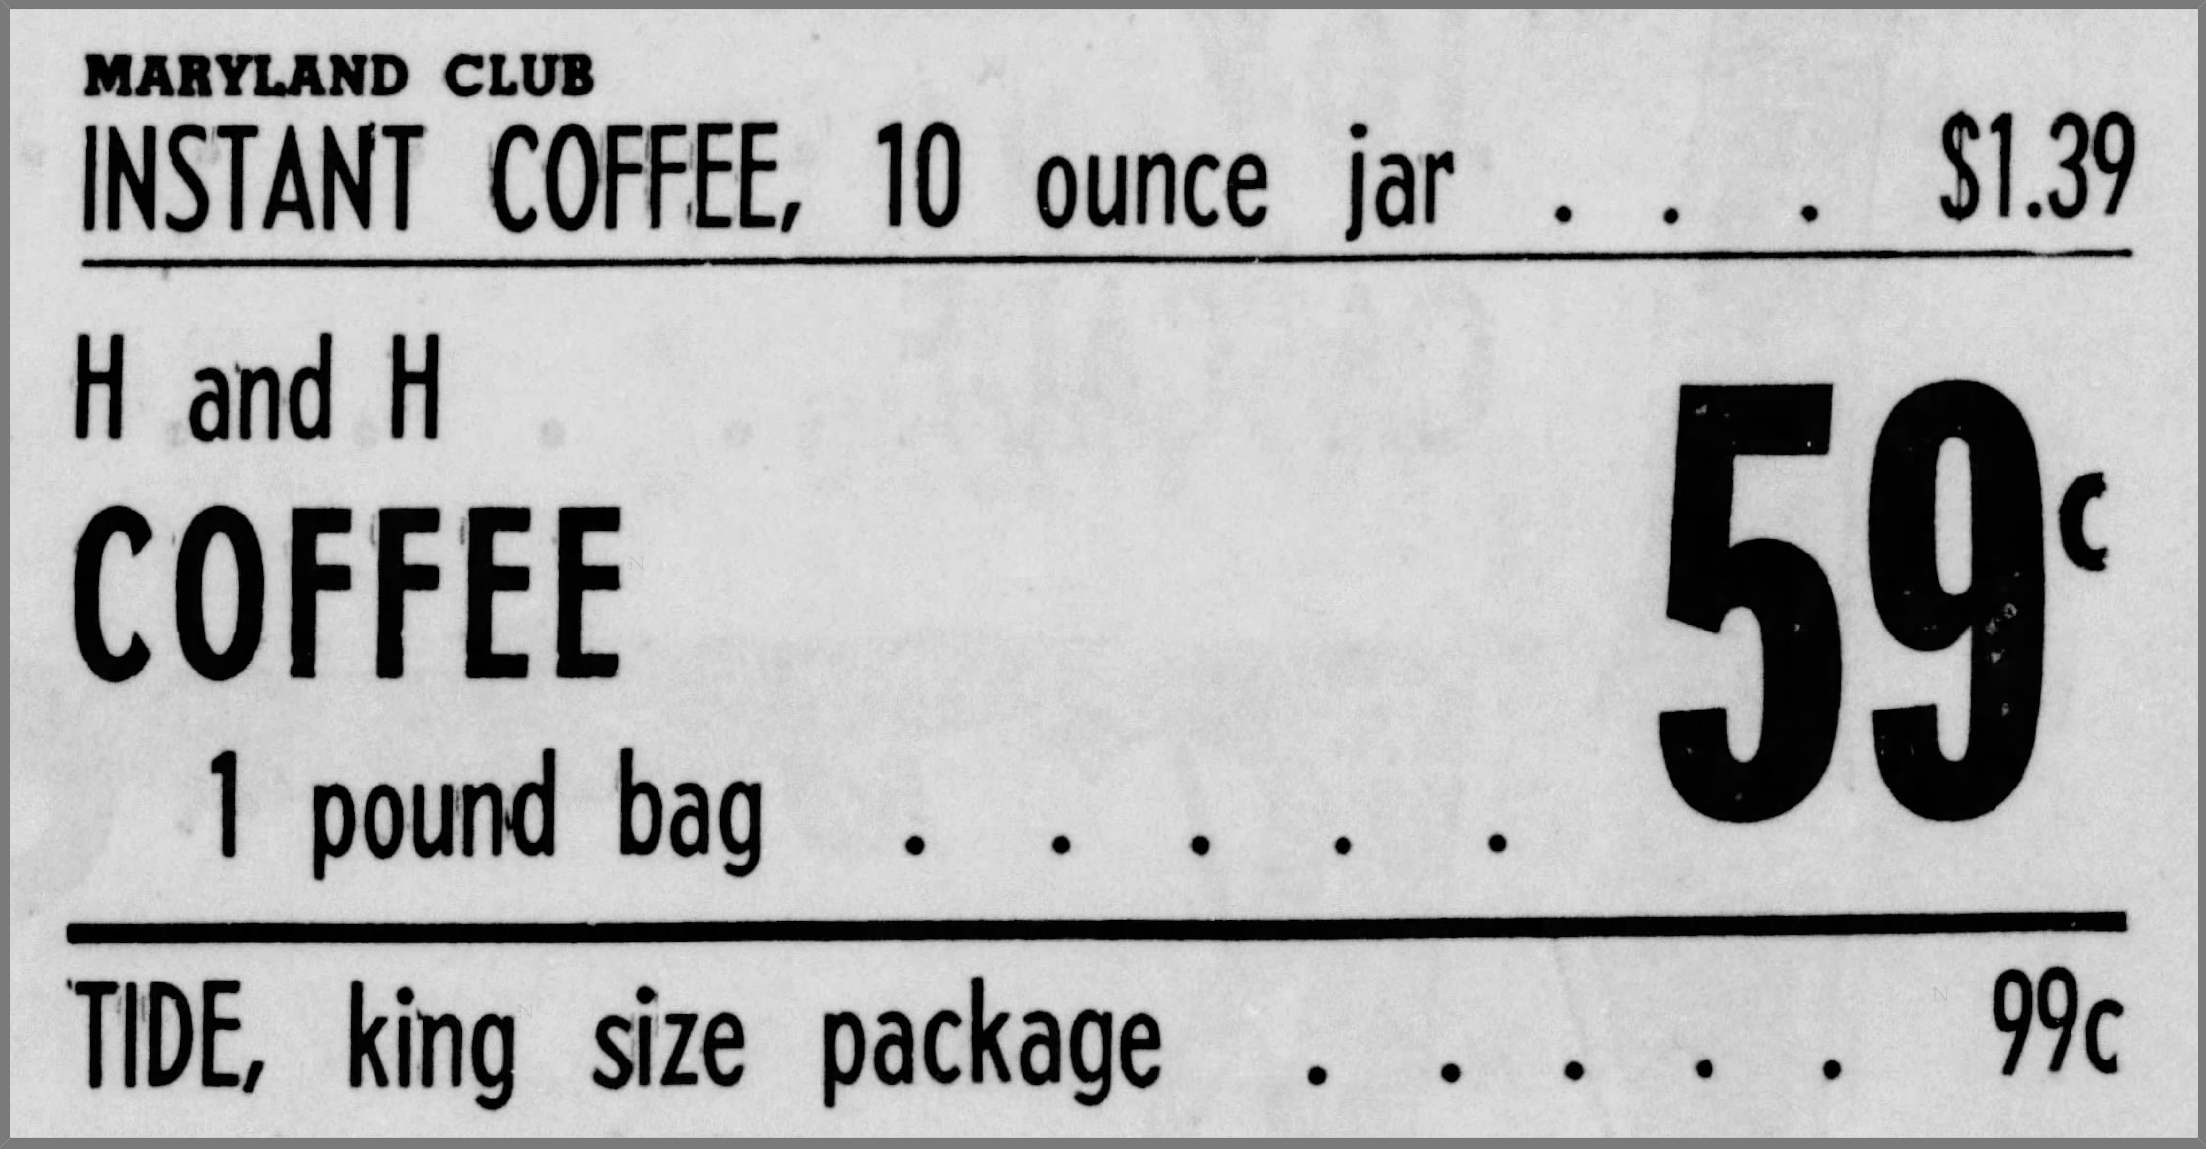 MARYLAND CLUB
INSTANT COFFEE, 10 ounce jar . . . $1.39
H and H
COFFEE
59c
1 pound bag . . . . .
TIDE, king size package . . . . . 99c